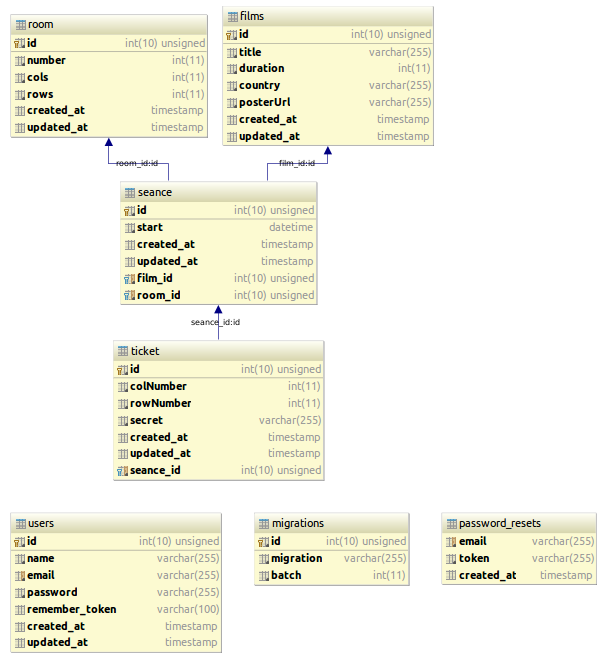 room
id int(10) unsigned
number int(11)
cols int(11)
rows int(11)
created_at timestamp
updated_at timestamp
films
id int(10) unsigned
title varchar(255)
duration int(11)
country varchar(255)
posterUrl varchar(255)
created_at timestamp
updated_at timestamp
room_id:id
film_id:id
seance
id int(10) unsigned
start datetime
created_at timestamp
updated_at timestamp
film_id int(10) unsigned
room_id int(10) unsigned
seance_id:id
ticket
id int(10) unsigned
colNumber int(11)
rowNumber int(11)
secret varchar(255)
created_at timestamp
updated_at timestamp
seance_id int(10) unsigned
users
id int(10) unsigned
name varchar(255)
email varchar(255)
password varchar(255)
remember_token varchar(100)
created_at timestamp
updated_at timestamp
migrations
id int(10) unsigned
migration varchar(255)
batch int(11)
password_resets
email varchar(255)
token varchar(255)
created_at timestamp